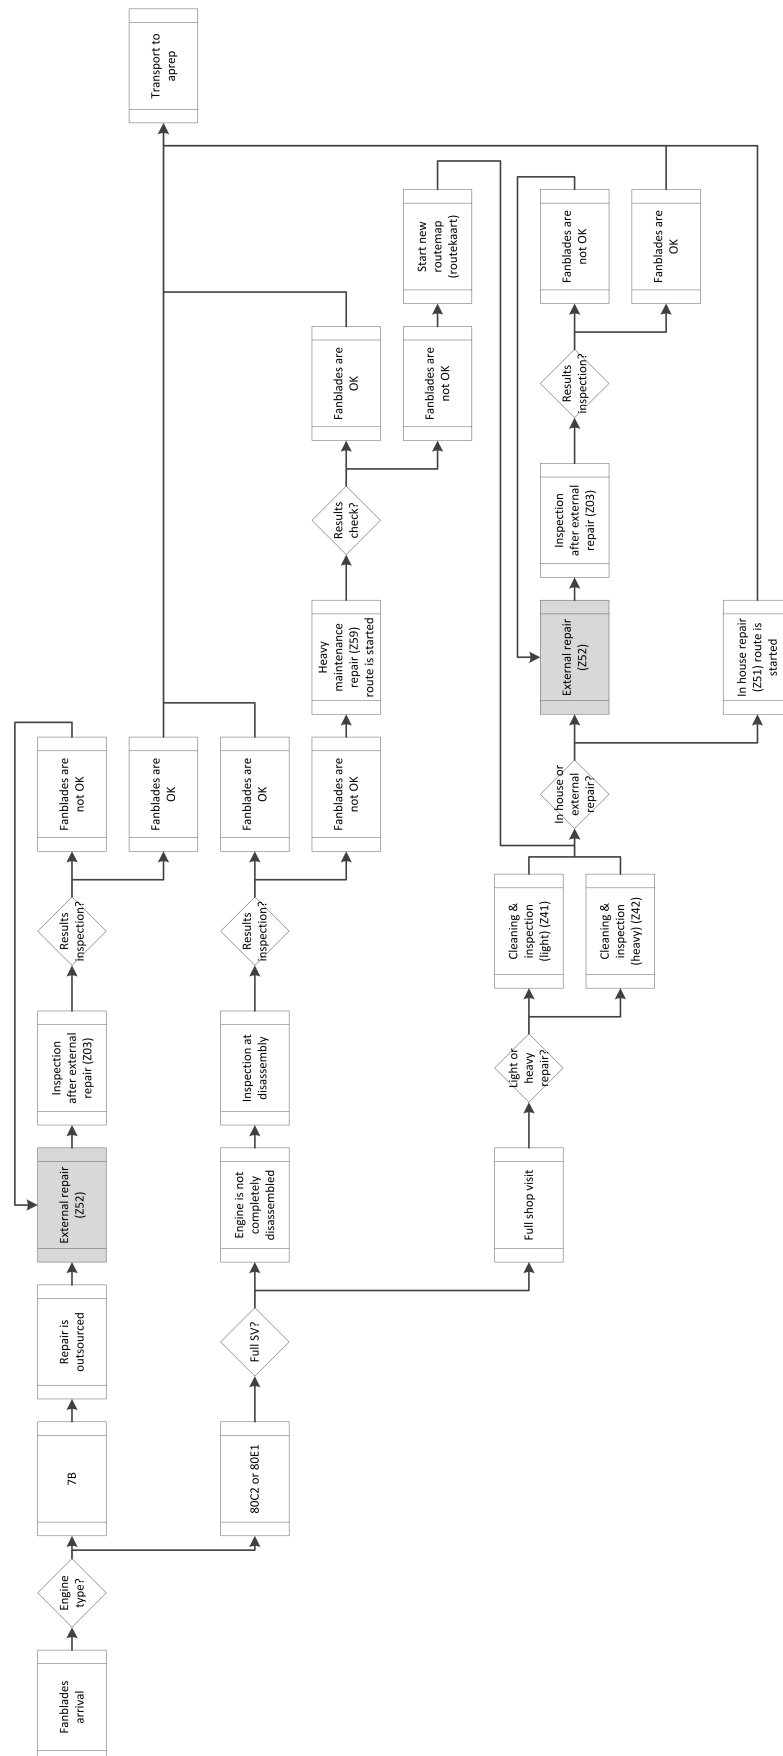 Fanblades
arrival
Engine
type?
7B
Repair is
outsourced
External repair
(Z52)
Inspection
after external
repair (Z03)
Results
inspection?
Fanblades are
not OK
Fanblades are
OK
80C2 or 80E1
Full SV?
Engine is not
completely
disassembled
Inspection at
disassembly
Results
inspection?
Fanblades are
OK
Fanblades are
not OK
Heavy
maintenance
repair (Z59)
route is started
Results
check?
Fanblades are
OK
Fanblades are
not OK
Start new
routemap
(routekaart)
Full shop visit
Light or
heavy
repair?
Cleaning &
inspection
(light) (Z41)
Cleaning &
inspection
(heavy) (Z42)
In house or
external
repair?
External repair
(Z52)
Inspection
after external
repair (Z03)
Results
inspection?
Fanblades are
not OK
Fanblades are
OK
In house repair
(Z51) route is
started
Transport to
aprep